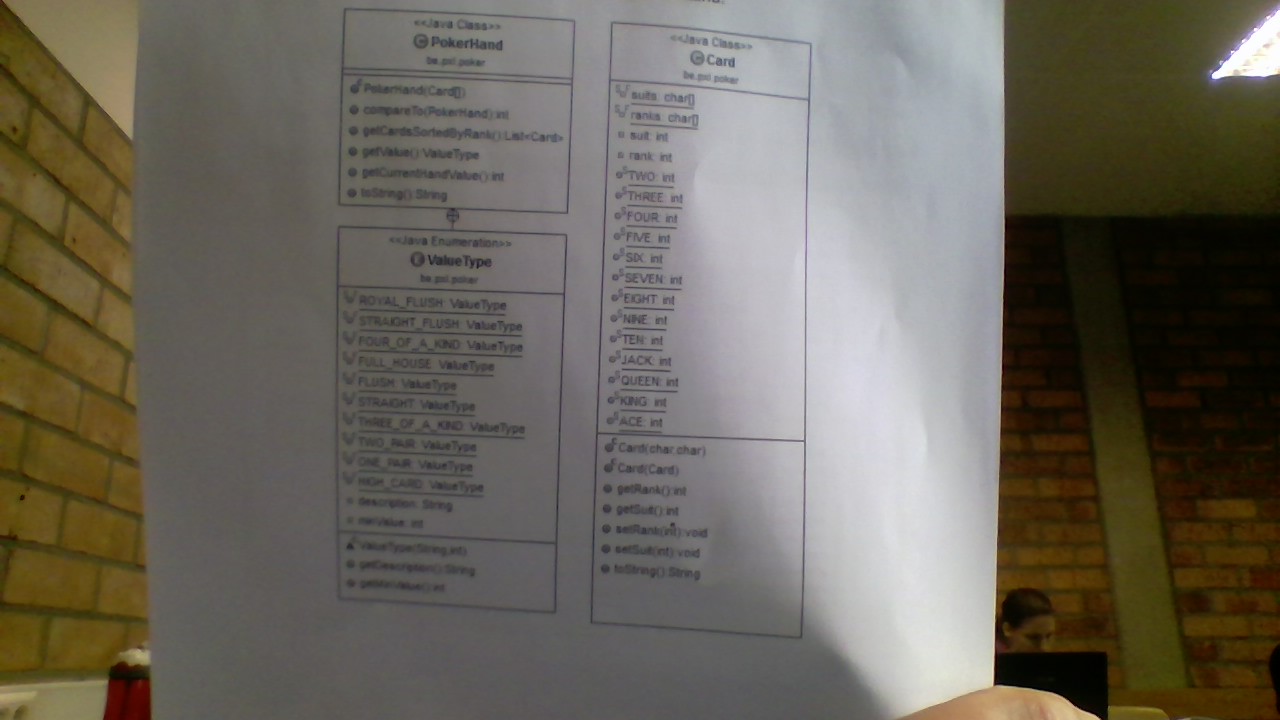 <<Java Class>>
PokerHand
be.pxl.poker
PokerHand(Card[])
compareTo(PokerHand):int
getCardsSortedByRank():List<Card>
getValue():ValueType
getCurrentHandValue():int
toString():String
<<Java Enumeration>>
ValueType
be.pxl.poker
ROYAL_FLUSH: ValueType
STRAIGHT_FLUSH: ValueType
FOUR_OF_A_KIND: ValueType
FULL_HOUSE: ValueType
FLUSH: ValueType
STRAIGHT: ValueType
THREE_OF_A_KIND: ValueType
TWO_PAIR: ValueType
ONE_PAIR: ValueType
HIGH_CARD: ValueType
description: String
minValue: int
ValueType(String,int)
getDescription():String
getMinValue():int
<<Java Class>>
Card
be.pxl.poker
suits: char[]
ranks: char[]
suit: int
rank: int
TWO: int
THREE: int
FOUR: int
FIVE: int
SIX: int
SEVEN: int
EIGHT: int
NINE: int
TEN: int
JACK: int
QUEEN: int
KING: int
ACE: int
Card(char,char)
Card(Card)
getRank():int
getSuit():int
setRank(int):void
setSuit(int):void
toString():String